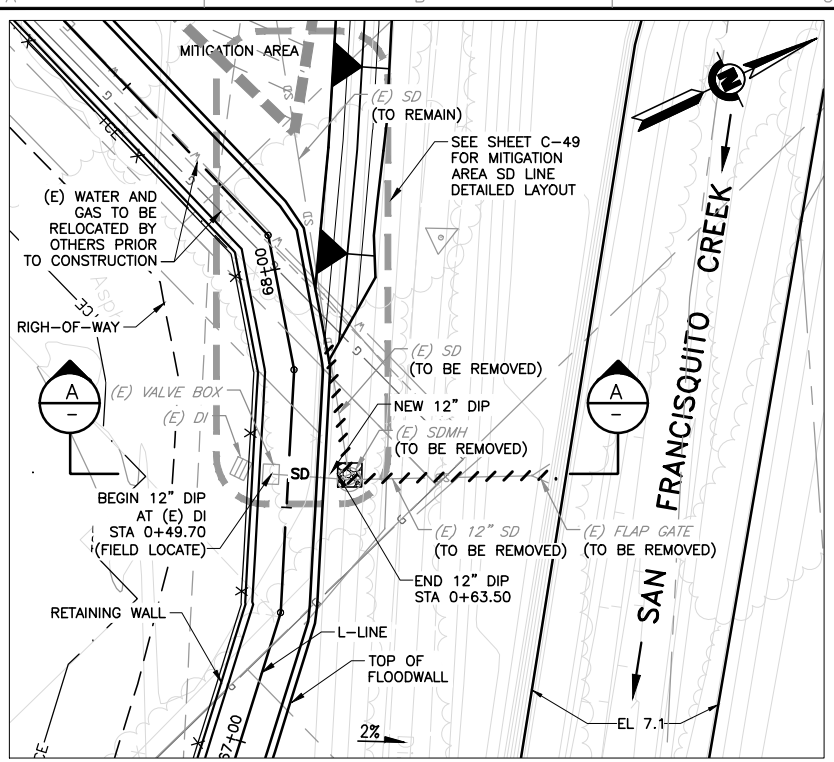 MITIGATION AREA
(E) SD
(TO REMAIN)
SEE SHEET C-49
FOR MITIGATION
AREA SD LINE
DETAILED LAYOUT
N
(E) WATER AND
GAS TO BE
RELOCATED BY
OTHERS PRIOR
TO CONSTRUCTION
TCE
W
G
SD
68+00
SAN FRANCISQUITO CREEK
RIGH-OF-WAY
(E) SD
(TO BE REMOVED)
A
-
(E) VALVE BOX
(E) DI
NEW 12" DIP
(E) SDMH
(TO BE REMOVED)
A
-
SD
BEGIN 12" DIP
AT (E) DI
STA 0+49.70
(FIELD LOCATE)
(E) 12" SD
(TO BE REMOVED)
(E) FLAP GATE
(TO BE REMOVED)
END 12" DIP
STA 0+63.50
RETAINING WALL
L-LINE
TOP OF
FLOODWALL
EL 7.1
67+00
2%